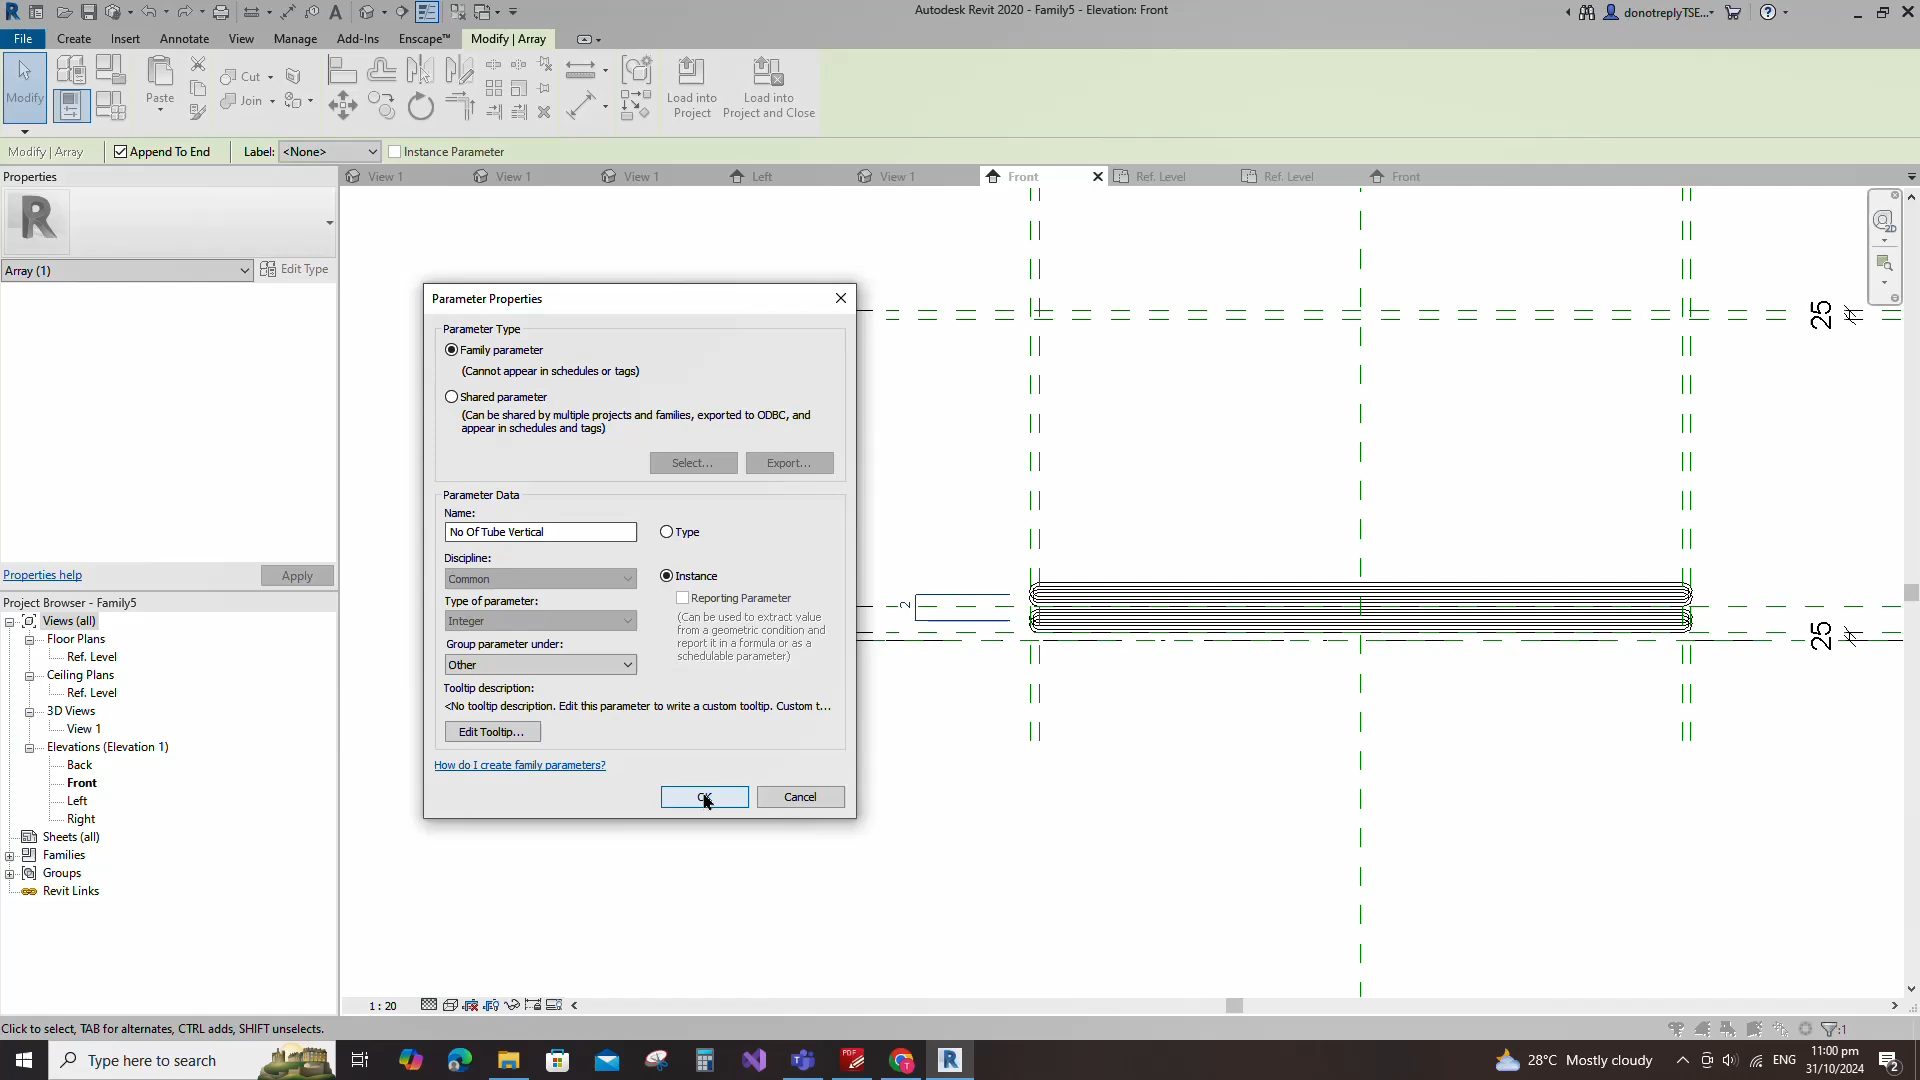 Autodesk Revit 2020 - Family5 - Elevation: Front
donotreplyTSE...
File Create Insert Annotate View Manage Add-Ins Enscape™ Modify | Array
Modify
Paste
Cut
Join
Load into
Project
Load into
Project and Close
Modify | Array Append To End Label: <None> Instance Parameter
Properties
View 1 View 1 View 1 Left View 1 Front Ref. Level Ref. Level Front
R
2D
Array (1) Edit Type
Properties help Apply
Project Browser - Family5
Views (all)
Floor Plans
Ref. Level
Ceiling Plans
Ref. Level
3D Views
View 1
Elevations (Elevation 1)
Back
Front
Left
Right
Sheets (all)
Families
Groups
Revit Links
Parameter Properties
Parameter Type
Family parameter
(Cannot appear in schedules or tags)
Shared parameter
(Can be shared by multiple projects and families, exported to ODBC, and
appear in schedules and tags)
Select... Export...
Parameter Data
Name:
No Of Tube Vertical
Type
Discipline:
Common
Instance
Type of parameter:
Reporting Parameter
Integer
(Can be used to extract value
from a geometric condition and
report it in a formula or as a
schedulable parameter)
Group parameter under:
Other
Tooltip description:
<No tooltip description. Edit this parameter to write a custom tooltip. Custom t...
Edit Tooltip...
How do I create family parameters?
OK Cancel
25
2
25
1 : 20
Click to select, TAB for alternates, CTRL adds, SHIFT unselects.
:1
Type here to search
PDF
28°C Mostly cloudy
ENG
11:00 pm
31/10/2024
2